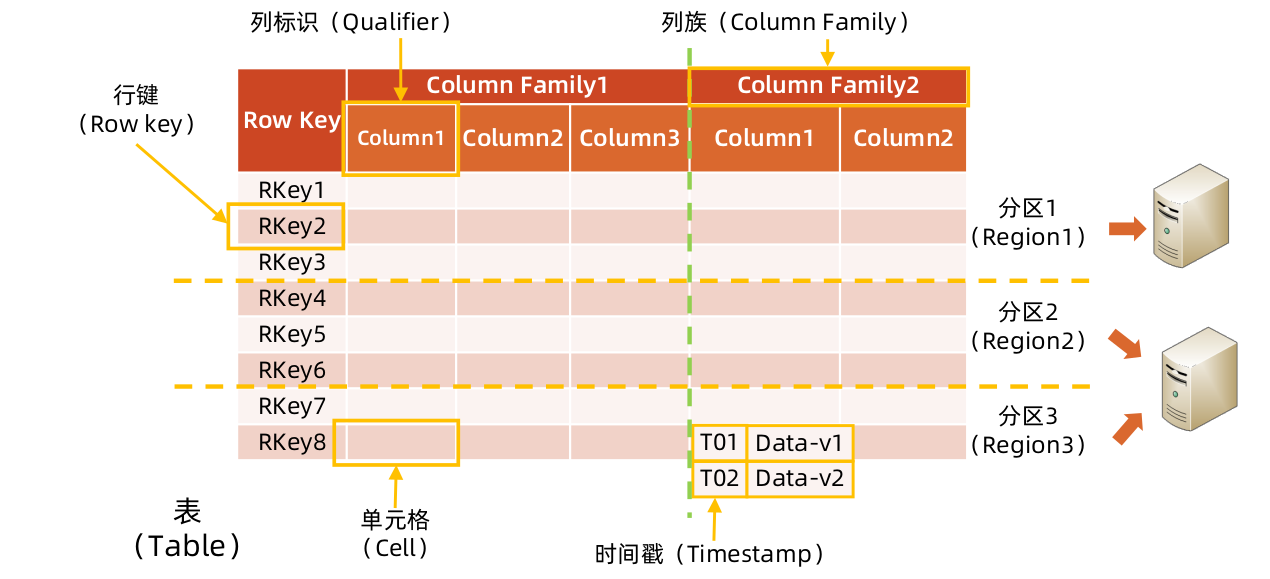 列标识（Qualifier）
列族（Column Family）
行键
（Row key）
Row Key
Column Family1
Column Family2
Column1
Column2
Column3
Column1
Column2
RKey1
RKey2
RKey3
RKey4
RKey5
RKey6
RKey7
RKey8
分区1
（Region1）
分区2
（Region2）
分区3
（Region3）
T01
Data-v1
T02
Data-v2
表
（Table）
单元格
（Cell）
时间戳（Timestamp）